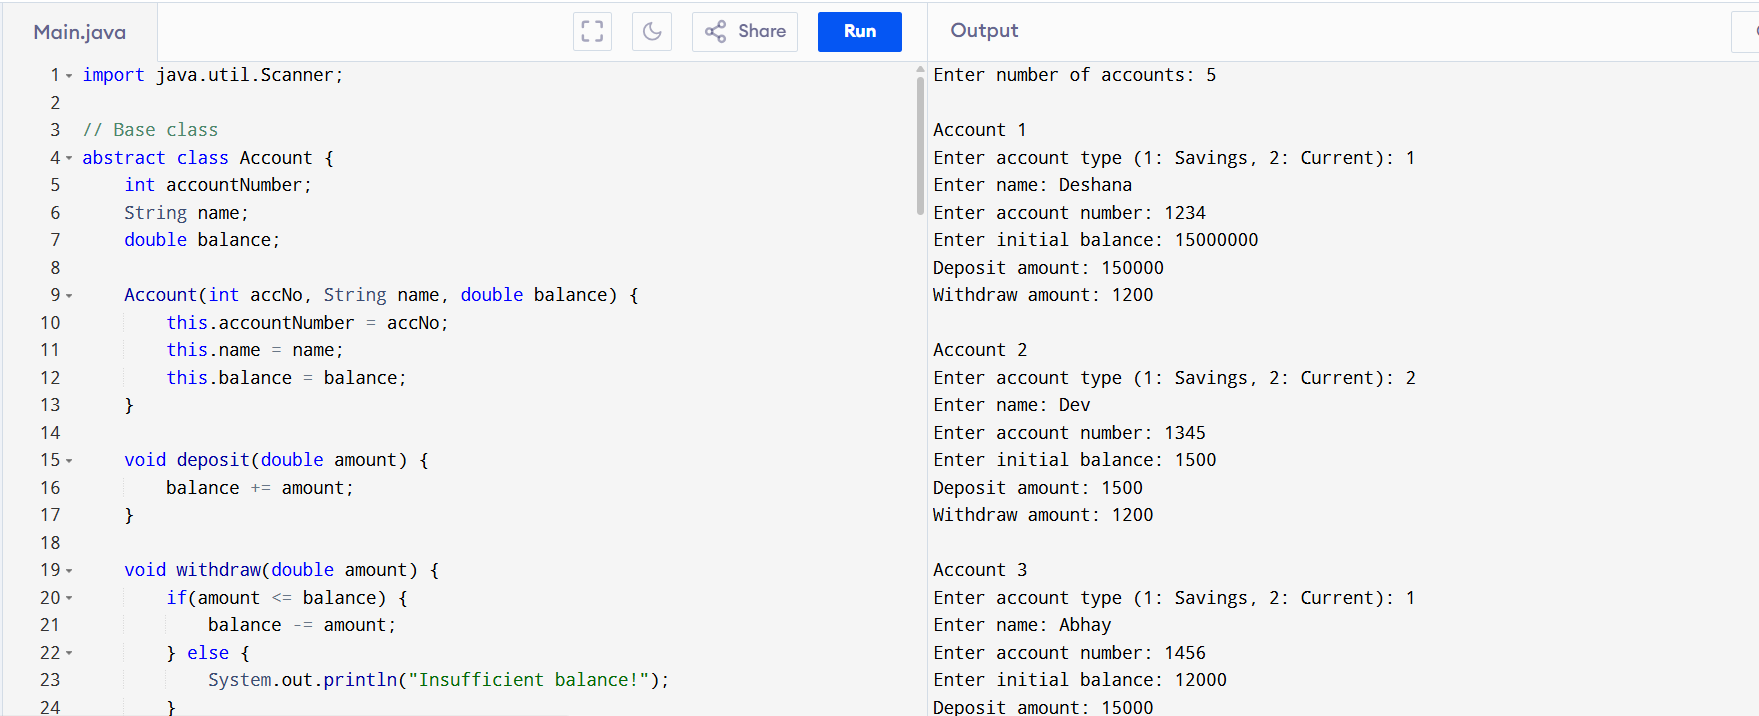 Main.java
Share
Run
Output
1 import java.util.Scanner;
2
3 // Base class
4 abstract class Account {
5 int accountNumber;
6 String name;
7 double balance;
8
9 Account(int accNo, String name, double balance) {
10 this.accountNumber = accNo;
11 this.name = name;
12 this.balance = balance;
13 }
14
15 void deposit(double amount) {
16 balance += amount;
17 }
18
19 void withdraw(double amount) {
20 if(amount <= balance) {
21 balance -= amount;
22 } else {
23 System.out.println("Insufficient balance!");
24 }
Enter number of accounts: 5
Account 1
Enter account type (1: Savings, 2: Current): 1
Enter name: Deshana
Enter account number: 1234
Enter initial balance: 15000000
Deposit amount: 150000
Withdraw amount: 1200
Account 2
Enter account type (1: Savings, 2: Current): 2
Enter name: Dev
Enter account number: 1345
Enter initial balance: 1500
Deposit amount: 1500
Withdraw amount: 1200
Account 3
Enter account type (1: Savings, 2: Current): 1
Enter name: Abhay
Enter account number: 1456
Enter initial balance: 12000
Deposit amount: 15000